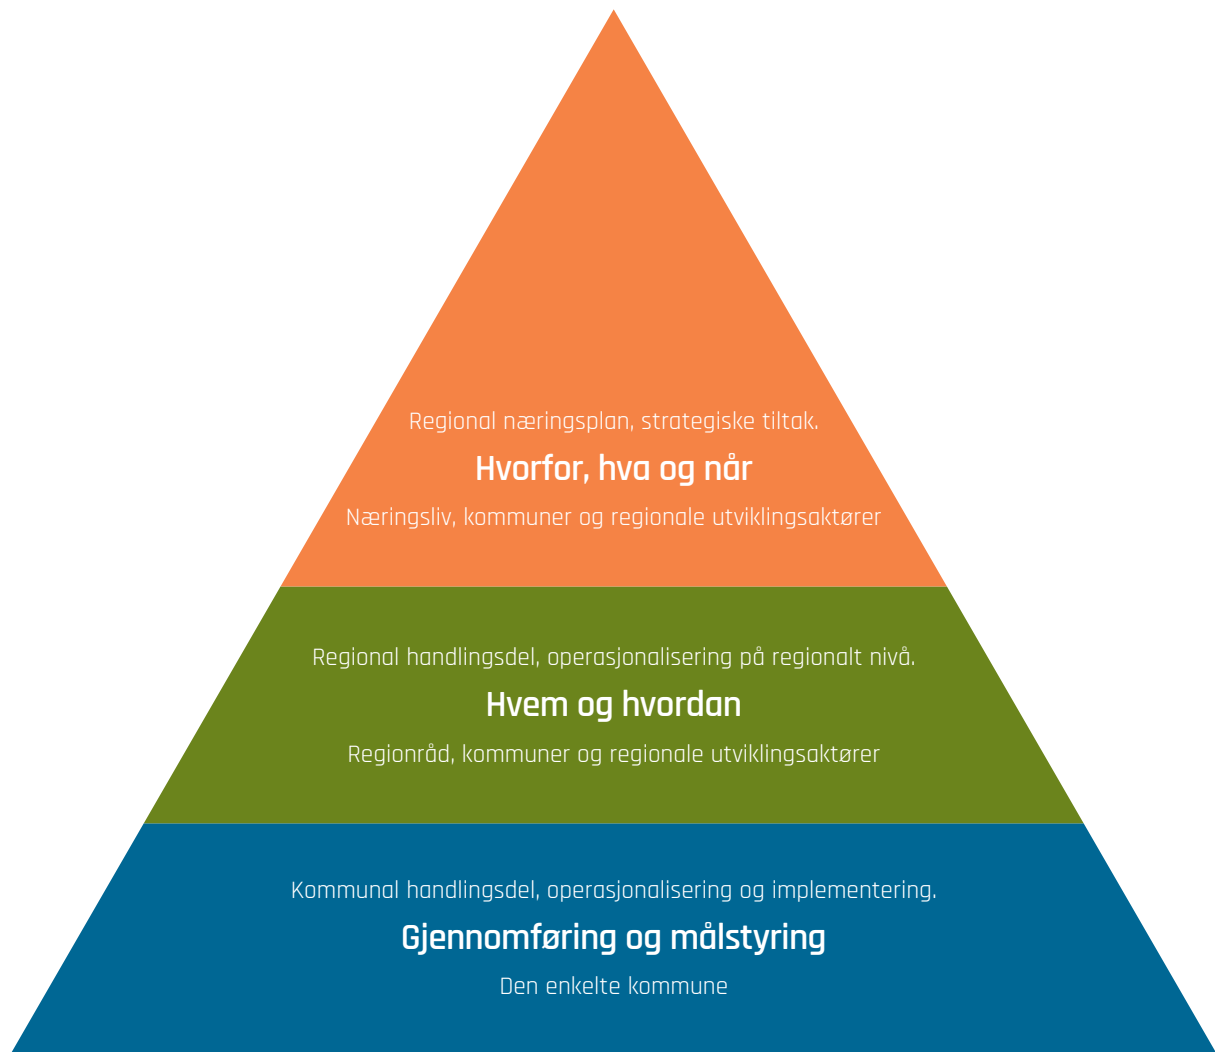 Regional næringsplan, strategiske tiltak.
Hvorfor, hva og når
Næringsliv, kommuner og regionale utviklingsaktører
Regional handlingsdel, operasjonalisering på regionalt nivå.
Hvem og hvordan
Regionråd, kommuner og regionale utviklingsaktører
Kommunal handlingsdel, operasjonalisering og implementering.
Gjennomføring og målstyring
Den enkelte kommune